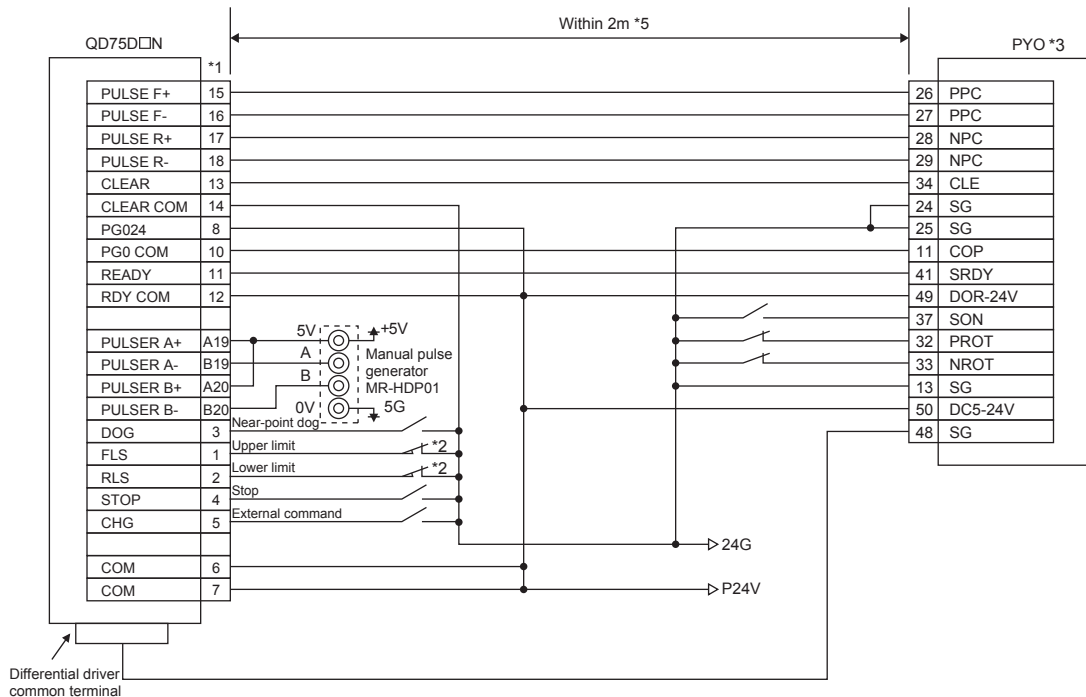 Within 2m *5
QD75D□N
PYO *3
*1
PULSE F+ 15
26 PPC
PULSE F- 16
27 PPC
PULSE R+ 17
28 NPC
PULSE R- 18
29 NPC
CLEAR 13
34 CLE
CLEAR COM 14
24 SG
PG024 8
25 SG
PG0 COM 10
11 COP
READY 11
41 SRDY
RDY COM 12
49 DOR-24V
37 SON
PULSER A+ A19
5V
+5V
32 PROT
PULSER A- B19
A
Manual pulse
generator
MR-HDP01
33 NROT
PULSER B+ A20
B
13 SG
PULSER B- B20
0V
5G
50 DC5-24V
DOG 3
Near-point dog
48 SG
FLS 1
Upper limit
*2
RLS 2
Lower limit
*2
STOP 4
Stop
CHG 5
External command
24G
COM 6
COM 7
P24V
Differential driver
common terminal